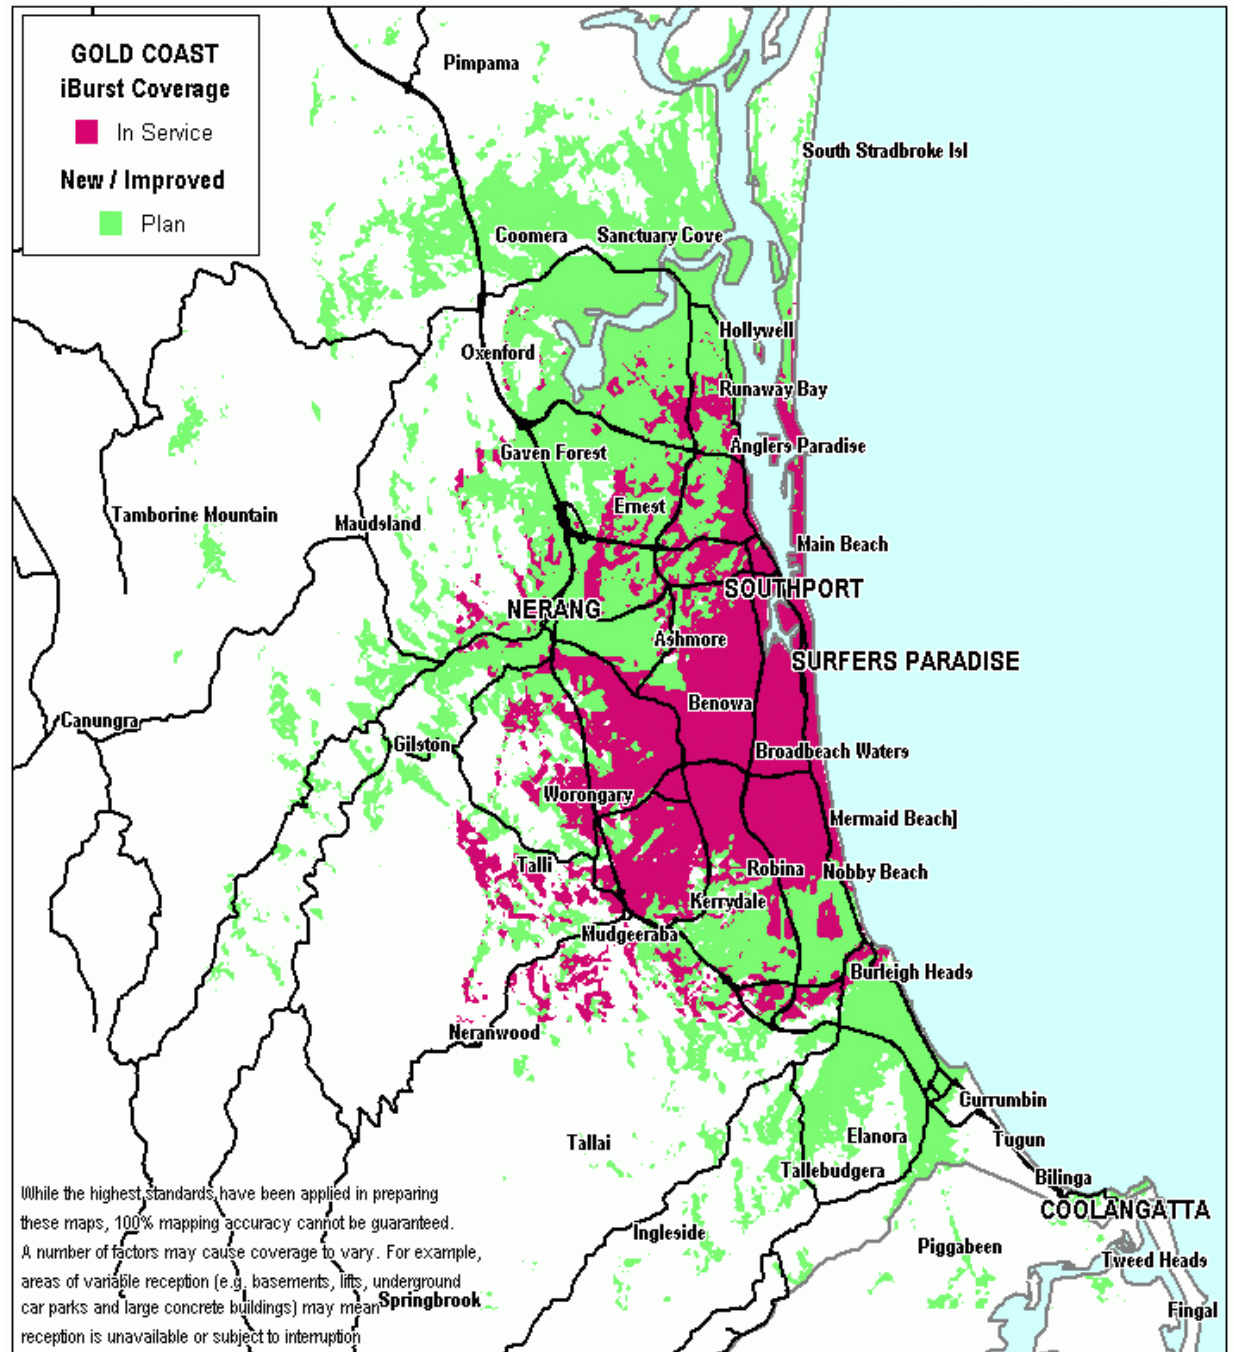 GOLD COAST
iBurst Coverage
In Service
New / Improved
Plan
Pimpama
South Stradbroke Isl
Coomera
Sanctuary Cove
Hollywell
Oxenford
Runaway Bay
Anglers Paradise
Gaven Forest
Ernest
Tamborine Mountain
Maudsland
Main Beach
SOUTHPORT
NERANG
Ashmore
SURFERS PARADISE
Benowa
Canungra
Gilston
Broadbeach Waters
Worongary
Mermaid Beach]
Talli
Robina
Nobby Beach
Kerrydale
Mudgeeraba
Burleigh Heads
Neranwood
Currumbin
Elanora
Tugun
Tallai
Tallebudgera
Bilinga
COOLANGATTA
Ingleside
Piggabeen
Tweed Heads
Springbrook
Fingal
While the highest standards have been applied in preparing
these maps, 100% mapping accuracy cannot be guaranteed.
A number of factors may cause coverage to vary. For example,
areas of variable reception (e.g. basements, lifts, underground
car parks and large concrete buildings) may mean
reception is unavailable or subject to interruption